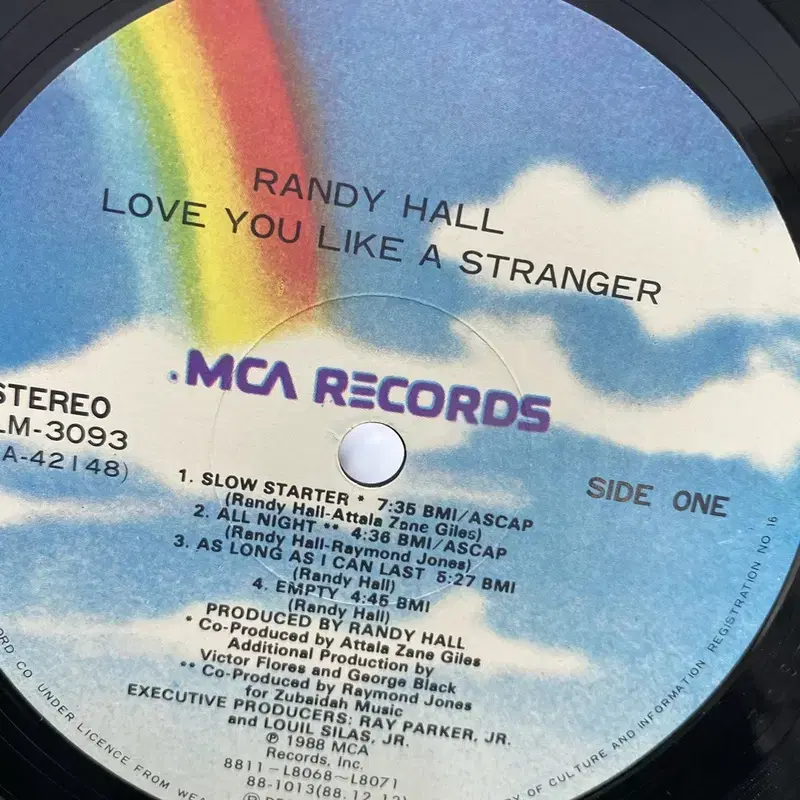 RANDY HALL
LOVE YOU LIKE A STRANGER
MCA RECORDS
STEREO
LM-3093
A-42148)
SIDE ONE
1. SLOW STARTER * 7:35 BMI/ASCAP
(Randy Hall-Attala Zane Giles)
2. ALL NIGHT ** 4:36 BMI/ASCAP
(Randy Hall-Raymond Jones)
3. AS LONG AS I CAN LAST 5:27 BMI
(Randy Hall)
4. EMPTY 4:45 BMI
(Randy Hall)
PRODUCED BY RANDY HALL
* Co-Produced by Attala Zane Giles
Additional Production by
Victor Flores and George Black
** Co-Produced by Raymond Jones
for Zubaidah Music
EXECUTIVE PRODUCERS: RAY PARKER, JR.
and LOUIL SILAS, JR.
℗ 1988 MCA
Records, Inc.
8811-L8068-L8071
88-1013(88.12.12)
CO UNDER LICENCE FROM
OF CULTURE AND INFORMATION REGISTRATION NO 16